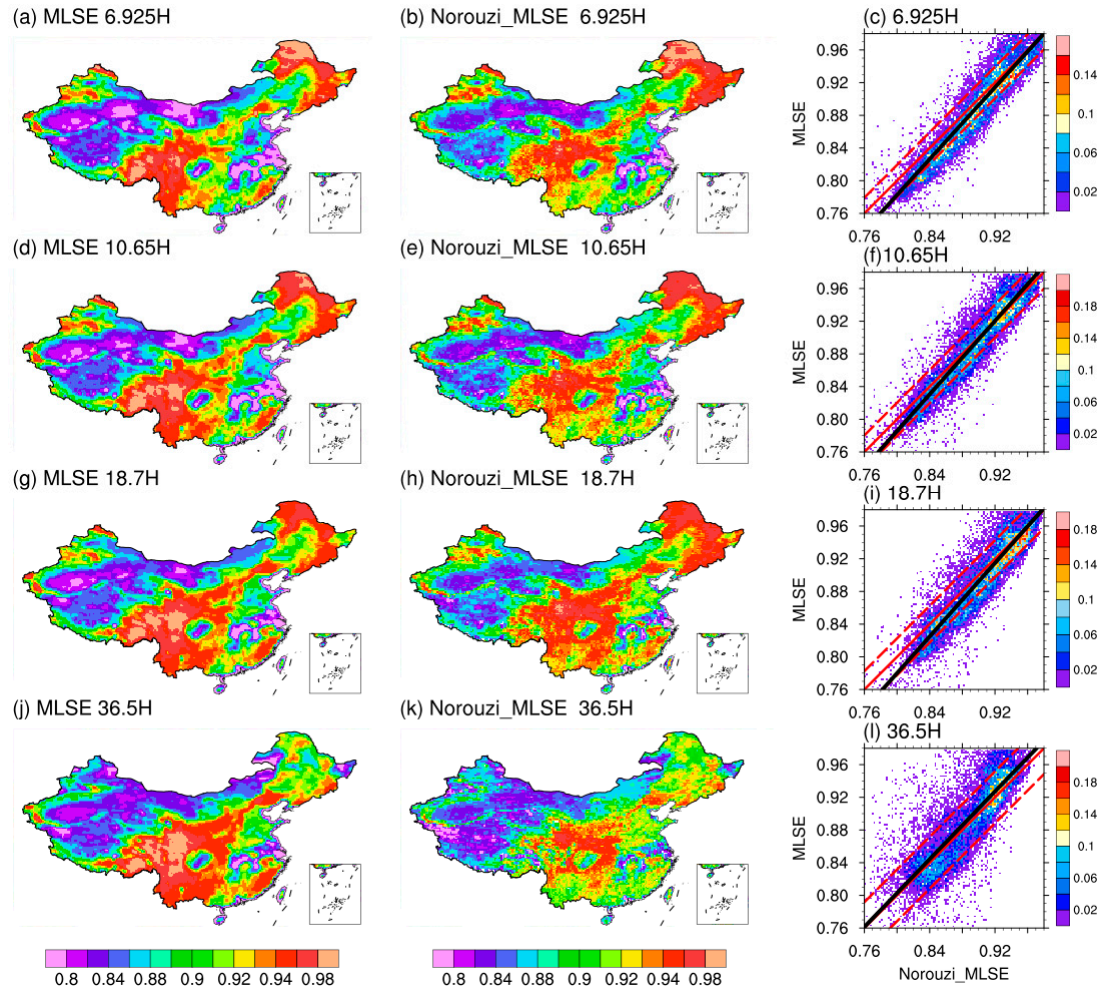 (a) MLSE 6.925H
(b) Norouzi_MLSE 6.925H
(c) 6.925H
0.96
0.92
0.88
0.84
0.80
0.76
MLSE
0.76 0.84 0.92
0.14
0.1
0.06
0.02
(d) MLSE 10.65H
(e) Norouzi_MLSE 10.65H
(f)10.65H
0.96
0.92
0.88
0.84
0.80
0.76
MLSE
0.76 0.84 0.92
0.18
0.14
0.1
0.06
0.02
(g) MLSE 18.7H
(h) Norouzi_MLSE 18.7H
(i) 18.7H
0.96
0.92
0.88
0.84
0.80
0.76
MLSE
0.76 0.84 0.92
0.18
0.14
0.1
0.06
0.02
(j) MLSE 36.5H
(k) Norouzi_MLSE 36.5H
(l) 36.5H
0.96
0.92
0.88
0.84
0.80
0.76
MLSE
0.76 0.84 0.92
Norouzi_MLSE
0.18
0.14
0.1
0.06
0.02
0.8 0.84 0.88 0.9 0.92 0.94 0.98
0.8 0.84 0.88 0.9 0.92 0.94 0.98